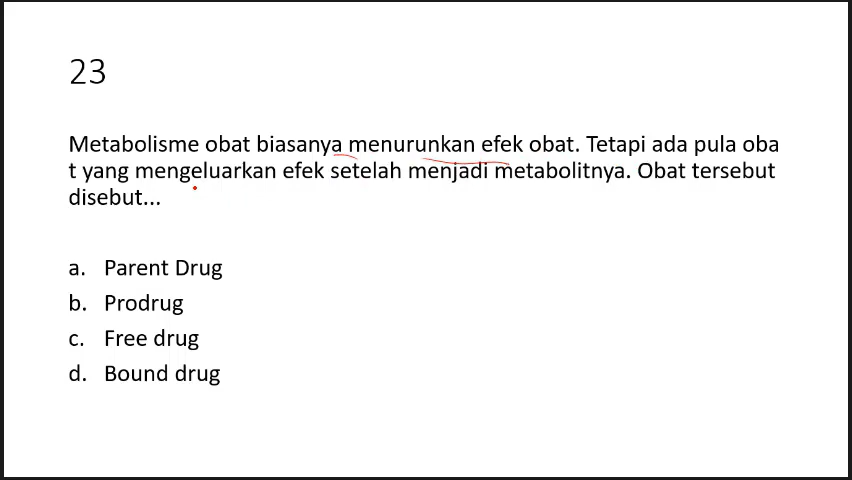 23
Metabolisme obat biasanya menurunkan efek obat. Tetapi ada pula oba
t yang mengeluarkan efek setelah menjadi metabolitnya. Obat tersebut
disebut...
a. Parent Drug
b. Prodrug
c. Free drug
d. Bound drug